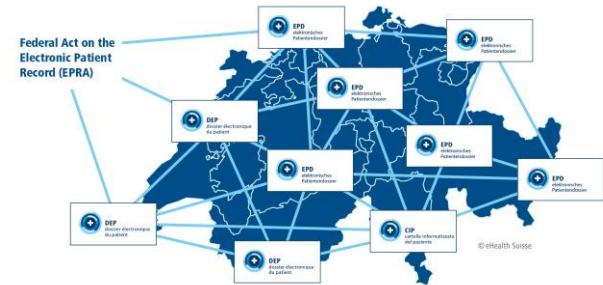 Federal Act on the
Electronic Patient
Record (EPRA)
EPD
elektronisches
Patientendossier
EPD
elektronisches
Patientendossier
EPD
elektronisches
Patientendossier
DEP
dossier électronique
du patient
EPD
elektronisches
Patientendossier
EPD
elektronisches
Patientendossier
EPD
elektronisches
Patientendossier
DEP
dossier électronique
du patient
CIP
cartella informatizzata
del paziente
DEP
dossier électronique
du patient
© eHealth Suisse